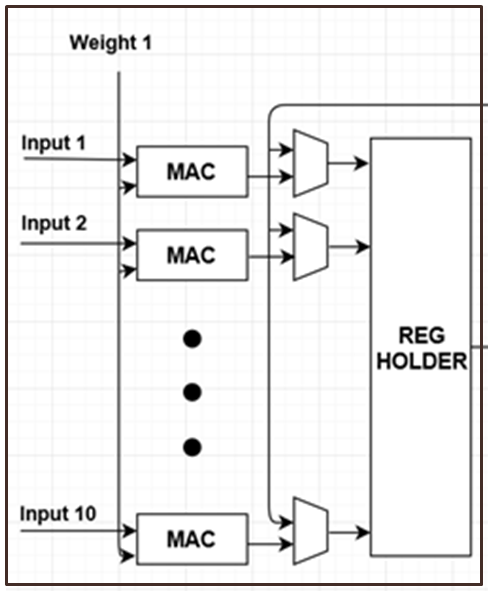 Weight 1
Input 1
MAC
Input 2
MAC
REG
HOLDER
Input 10
MAC